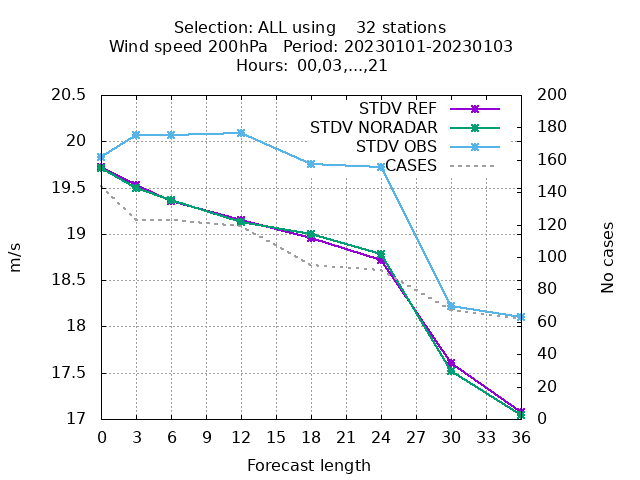 Selection: ALL using    32 stations
Wind speed 200hPa   Period: 20230101-20230103
Hours:  00,03,...,21
STDV REF
STDV NORADAR
STDV OBS
CASES
20.5
20
19.5
19
18.5
18
17.5
17
200
180
160
140
120
100
80
60
40
20
0
m/s
No cases
0 3 6 9 12 15 18 21 24 27 30 33 36
Forecast length